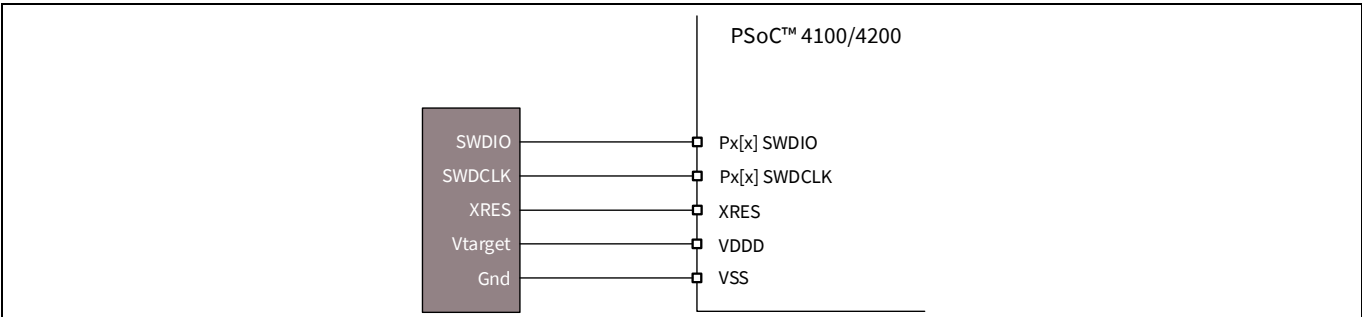 PSoC™ 4100/4200
SWDIO Px[x] SWDIO
SWDCLK Px[x] SWDCLK
XRES XRES
Vtarget VDDD
Gnd VSS